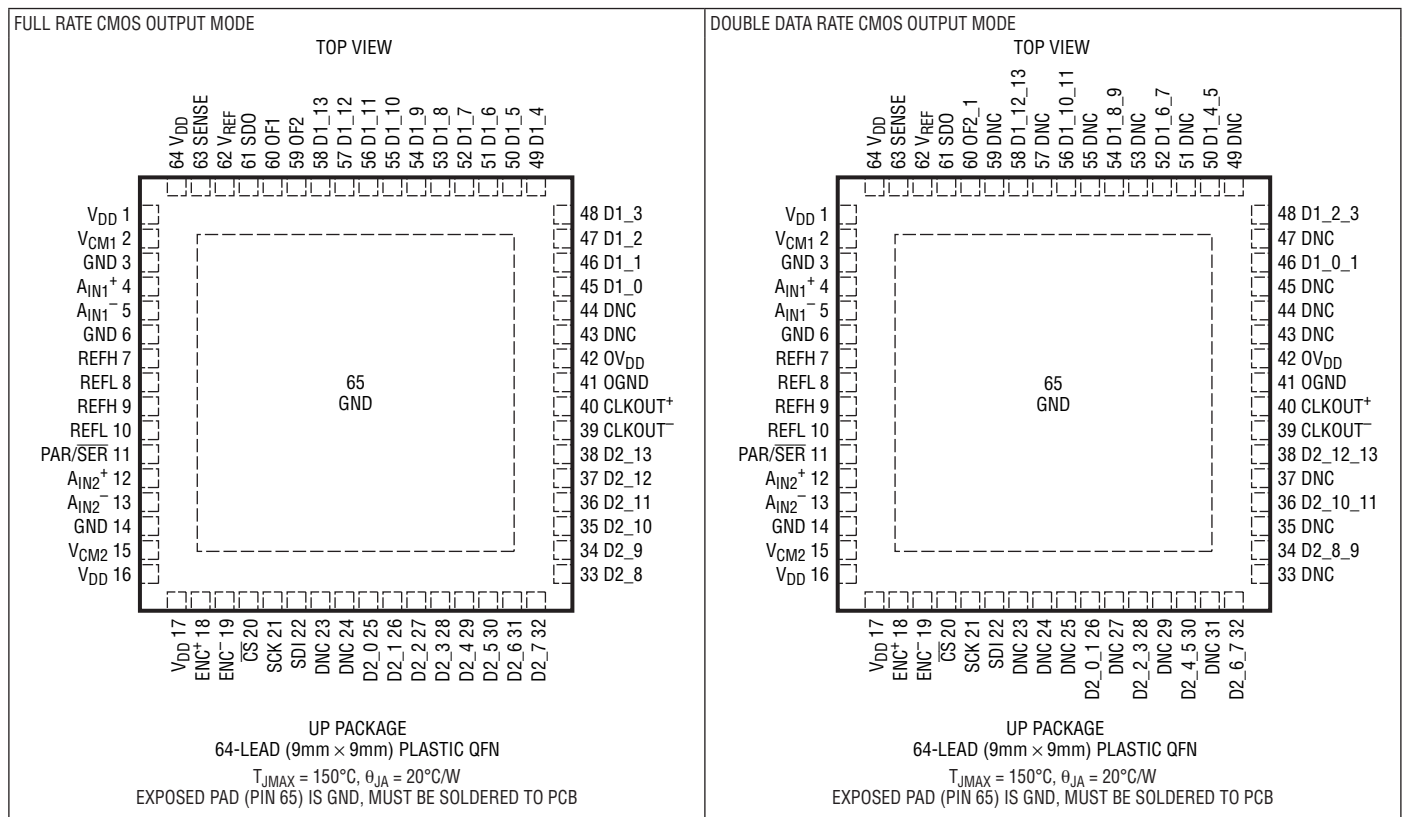 FULL RATE CMOS OUTPUT MODE
TOP VIEW
64 VDD
63 SENSE
62 VREF
61 SDO
60 OF1
59 OF2
58 D1_13
57 D1_12
56 D1_11
55 D1_10
54 D1_9
53 D1_8
52 D1_7
51 D1_6
50 D1_5
49 D1_4
VDD 1
VCM1 2
GND 3
AIN1+ 4
AIN1– 5
GND 6
REFH 7
REFL 8
REFH 9
REFL 10
PAR/SER 11
AIN2+ 12
AIN2– 13
GND 14
VCM2 15
VDD 16
65
GND
48 D1_3
47 D1_2
46 D1_1
45 D1_0
44 DNC
43 DNC
42 OVDD
41 OGND
40 CLKOUT+
39 CLKOUT–
38 D2_13
37 D2_12
36 D2_11
35 D2_10
34 D2_9
33 D2_8
VDD 17
ENC+ 18
ENC– 19
CS 20
SCK 21
SDI 22
DNC 23
DNC 24
D2_0 25
D2_1 26
D2_2 27
D2_3 28
D2_4 29
D2_5 30
D2_6 31
D2_7 32
UP PACKAGE
64-LEAD (9mm × 9mm) PLASTIC QFN
TJMAX = 150°C, θJA = 20°C/W
EXPOSED PAD (PIN 65) IS GND, MUST BE SOLDERED TO PCB
DOUBLE DATA RATE CMOS OUTPUT MODE
TOP VIEW
64 VDD
63 SENSE
62 VREF
61 SDO
60 OF2_1
59 DNC
58 D1_12_13
57 DNC
56 D1_10_11
55 DNC
54 D1_8_9
53 DNC
52 D1_6_7
51 DNC
50 D1_4_5
49 DNC
VDD 1
VCM1 2
GND 3
AIN1+ 4
AIN1– 5
GND 6
REFH 7
REFL 8
REFH 9
REFL 10
PAR/SER 11
AIN2+ 12
AIN2– 13
GND 14
VCM2 15
VDD 16
65
GND
48 D1_2_3
47 DNC
46 D1_0_1
45 DNC
44 DNC
43 DNC
42 OVDD
41 OGND
40 CLKOUT+
39 CLKOUT–
38 D2_12_13
37 DNC
36 D2_10_11
35 DNC
34 D2_8_9
33 DNC
VDD 17
ENC+ 18
ENC– 19
CS 20
SCK 21
SDI 22
DNC 23
DNC 24
DNC 25
D2_0_1 26
DNC 27
D2_2_3 28
DNC 29
D2_4_5 30
DNC 31
D2_6_7 32
UP PACKAGE
64-LEAD (9mm × 9mm) PLASTIC QFN
TJMAX = 150°C, θJA = 20°C/W
EXPOSED PAD (PIN 65) IS GND, MUST BE SOLDERED TO PCB